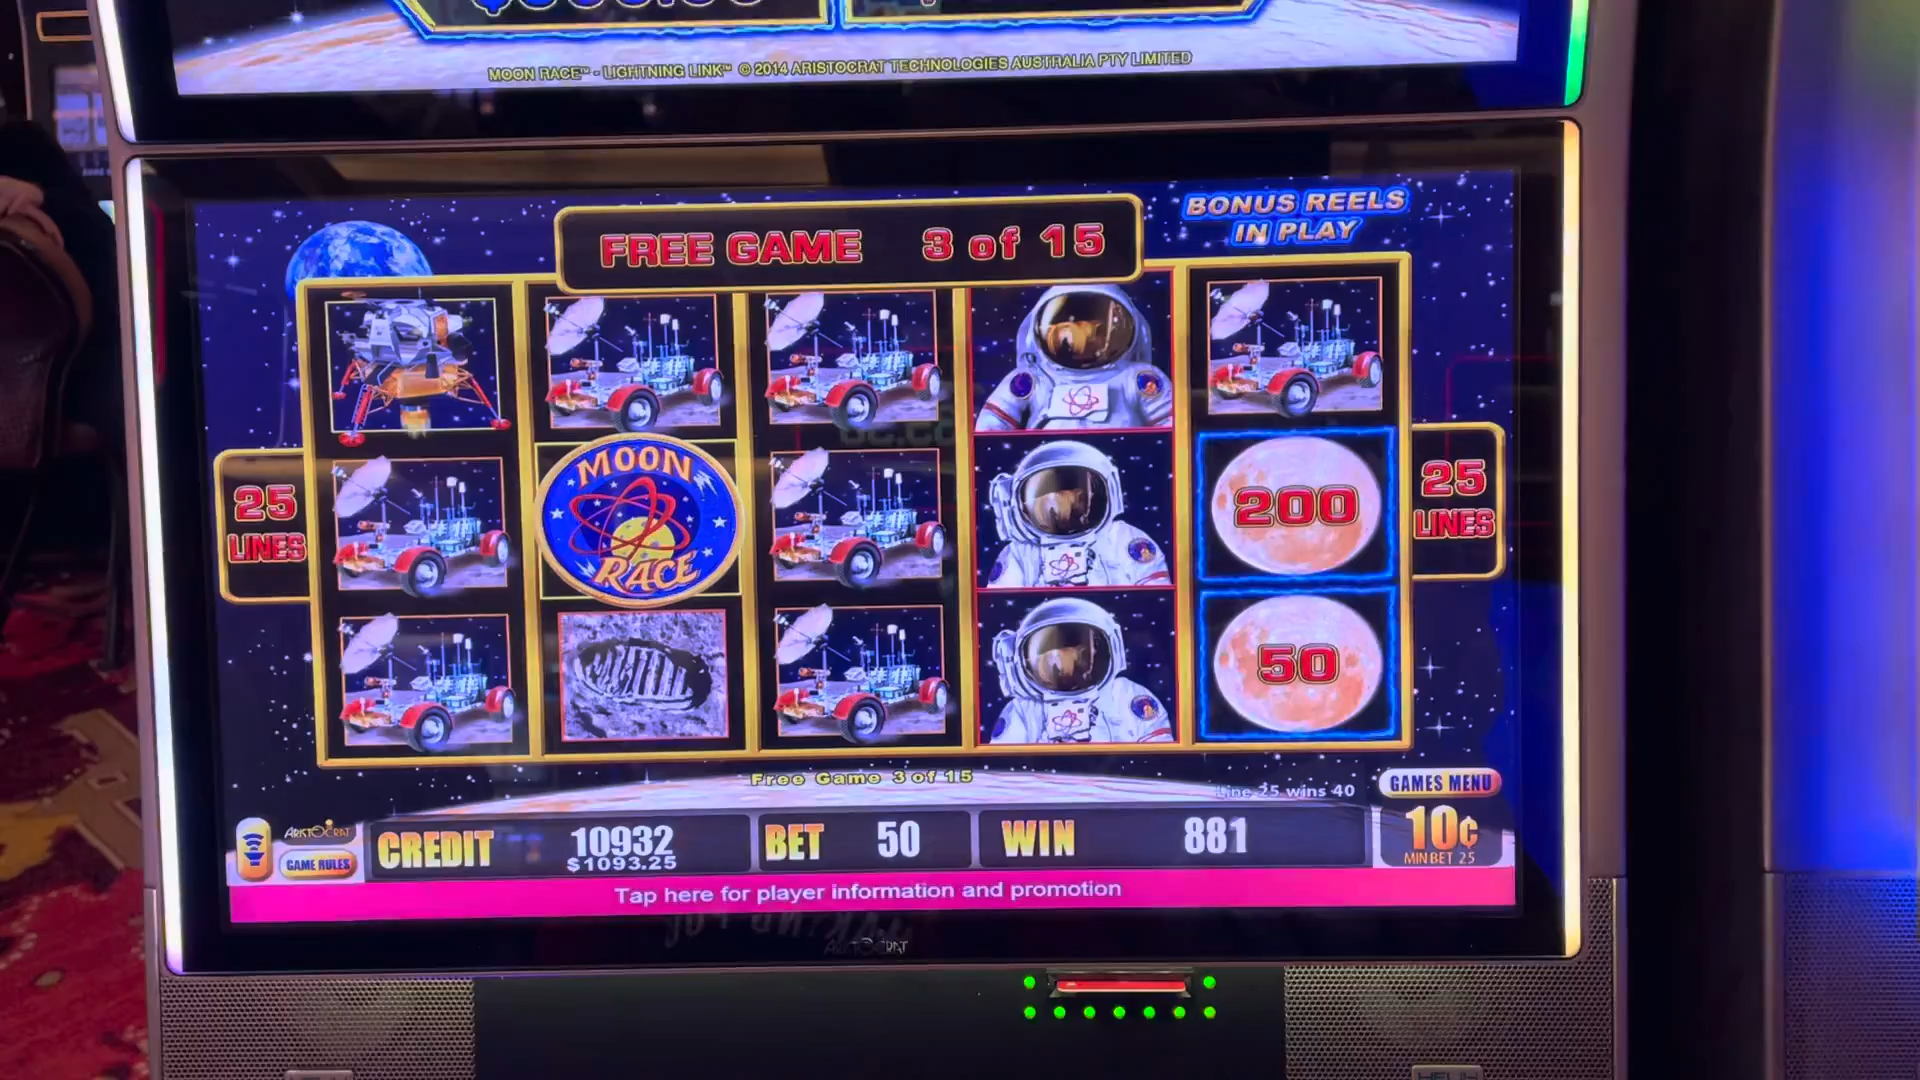 MOON RACE™ - LIGHTNING LINK™ © 2014 ARISTOCRAT TECHNOLOGIES AUSTRALIA PTY LIMITED
BONUS REELS
IN PLAY
FREE GAME 3 of 15
25
LINES
MOON
RACE
200
50
25
LINES
Free Game 3 of 15
Line 25 wins 40
GAMES MENU
ARISTOCRAT
GAME RULES
CREDIT 10932
$1093.25
BET 50
WIN 881
10¢
MIN BET 25
Tap here for player information and promotion
ARISTOCRAT
HELIX